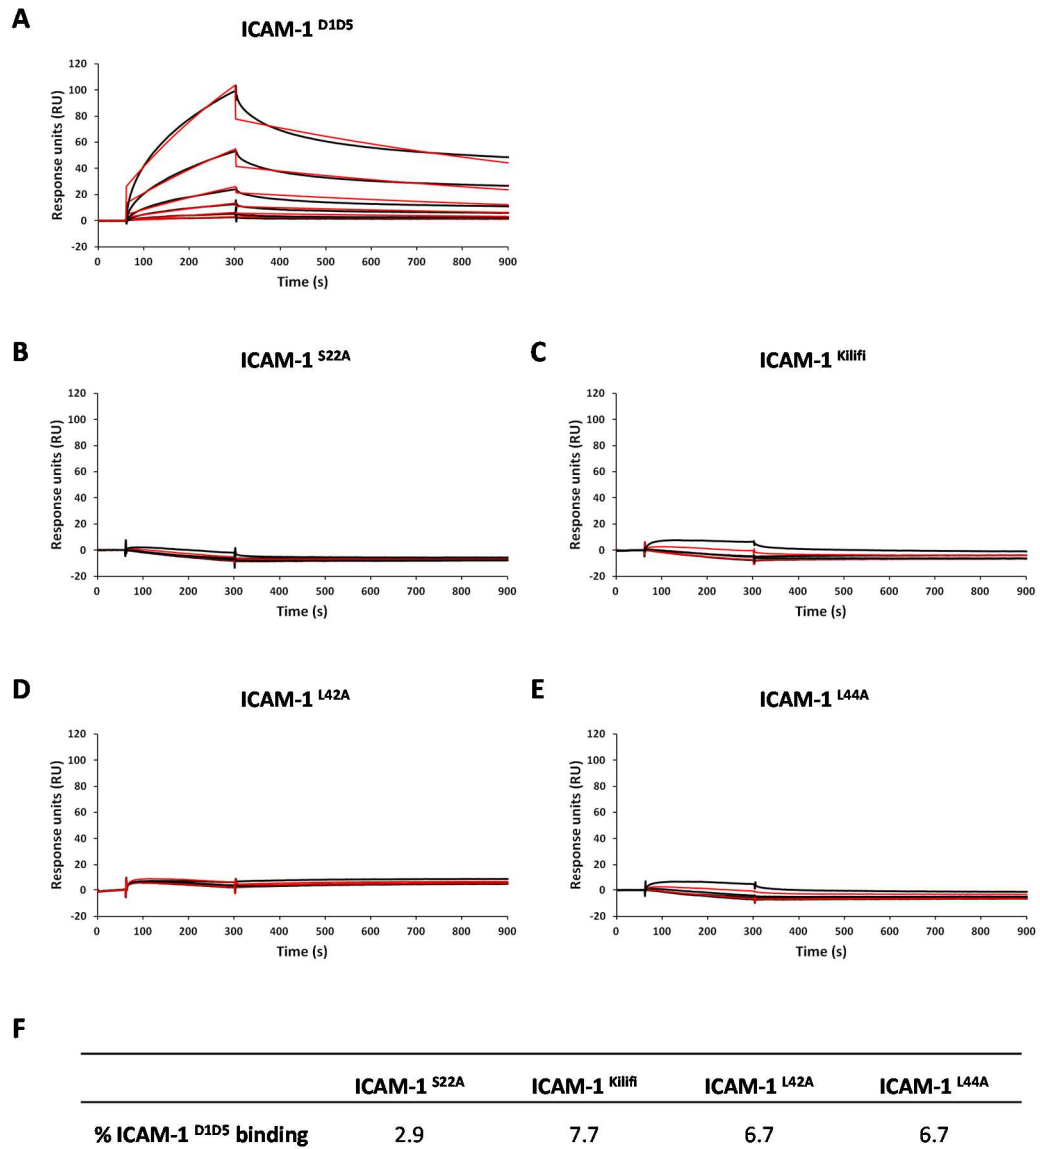 A
ICAM-1 D1D5
120
100
80
60
40
20
0
-20
Response units (RU)
0 100 200 300 400 500 600 700 800 900
Time (s)
B
ICAM-1 S22A
120
100
80
60
40
20
0
-20
Response units (RU)
0 100 200 300 400 500 600 700 800 900
Time (s)
C
ICAM-1 Kilifi
120
100
80
60
40
20
0
-20
Response units (RU)
0 100 200 300 400 500 600 700 800 900
Time (s)
D
ICAM-1 L42A
120
100
80
60
40
20
0
-20
Response units (RU)
0 100 200 300 400 500 600 700 800 900
Time (s)
E
ICAM-1 L44A
120
100
80
60
40
20
0
-20
Response units (RU)
0 100 200 300 400 500 600 700 800 900
Time (s)
F
ICAM-1 S22A ICAM-1 Kilifi ICAM-1 L42A ICAM-1 L44A
% ICAM-1 D1D5 binding 2.9 7.7 6.7 6.7